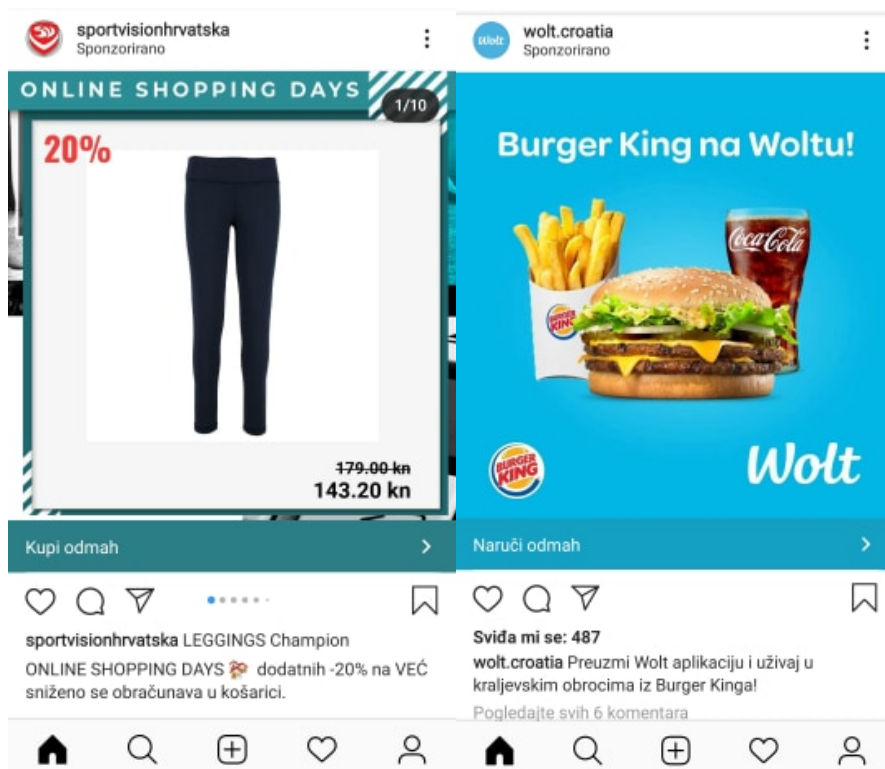 sportvisionhrvatska
Sponzorirano
ONLINE SHOPPING DAYS
1/10
20%
179.00 kn
143.20 kn
Kupi odmah
sportvisionhrvatska LEGGINGS Champion
ONLINE SHOPPING DAYS dodatnih -20% na VEĆ
sniženo se obračunava u košarici.
Wolt
wolt.croatia
Sponzorirano
Burger King na Woltu!
Coca-Cola
BURGER
KING
BURGER
KING
Wolt
Naruči odmah
Sviđa mi se: 487
wolt.croatia Preuzmi Wolt aplikaciju i uživaj u
kraljevskim obrocima iz Burger Kinga!
Pogledajte svih 6 komentara